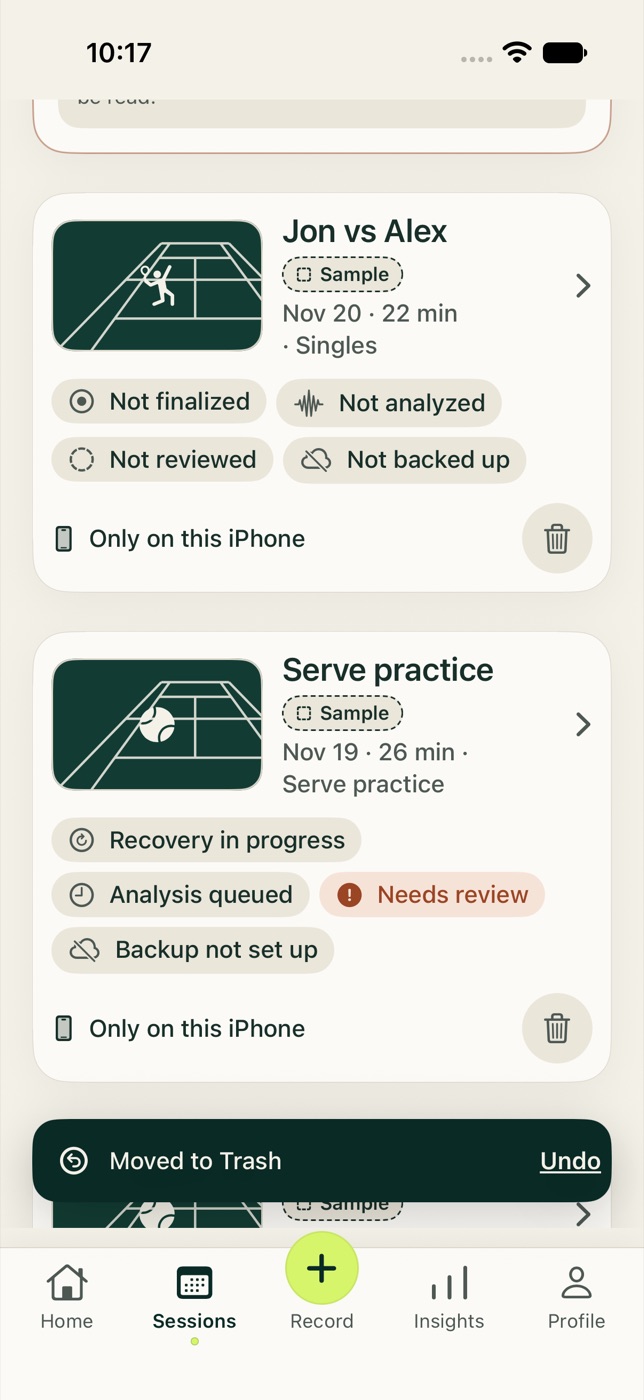 10:17
be read.
Jon vs Alex
Sample
Nov 20 · 22 min
· Singles
Not finalized
Not analyzed
Not reviewed
Not backed up
Only on this iPhone
Serve practice
Sample
Nov 19 · 26 min ·
Serve practice
Recovery in progress
Analysis queued
Needs review
Backup not set up
Only on this iPhone
Moved to Trash
Undo
Sample
Home
Sessions
Record
Insights
Profile